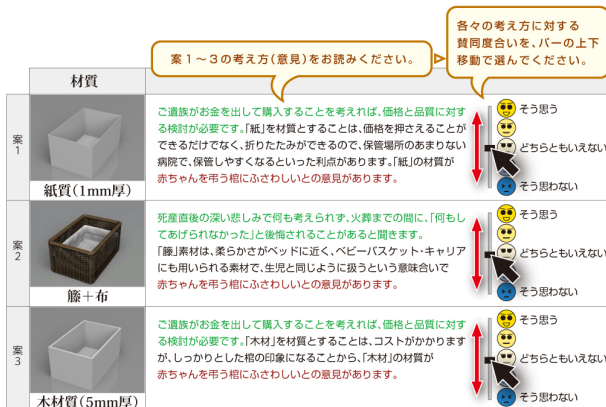 案1～3の考え方(意見)をお読みください。
各々の考え方に対する
賛同度合いを、バーの上下
移動で選んでください。
材質
案1
紙質(1mm厚)
ご遺族がお金を出して購入することを考えれば、価格と品質に対す
る検討が必要です。「紙」を材質とすることは、価格を押さえることが
できるだけでなく、折りたたみができるので、保管場所のあまりない
病院で、保管しやすくなるといった利点があります。「紙」の材質が
赤ちゃんを弔う棺にふさわしいとの意見があります。
そう思う
どちらともいえない
そう思わない
案2
籐＋布
死産直後の深い悲しみで何も考えられず、火葬までの間に、「何もし
てあげられなかった」と後悔されることがあると聞きます。
「籐」素材は、柔らかさがベッドに近く、ベビーバスケット・キャリア
にも用いられる素材で、生児と同じように扱うという意味合いで
赤ちゃんを弔う棺にふさわしいとの意見があります。
そう思う
どちらともいえない
そう思わない
案3
木材質(5mm厚)
ご遺族がお金を出して購入することを考えれば、価格と品質に対す
る検討が必要です。「木材」を材質とすることは、コストがかかります
が、しっかりとした棺の印象になることから、「木材」の材質が
赤ちゃんを弔う棺にふさわしいとの意見があります。
そう思う
どちらともいえない
そう思わない